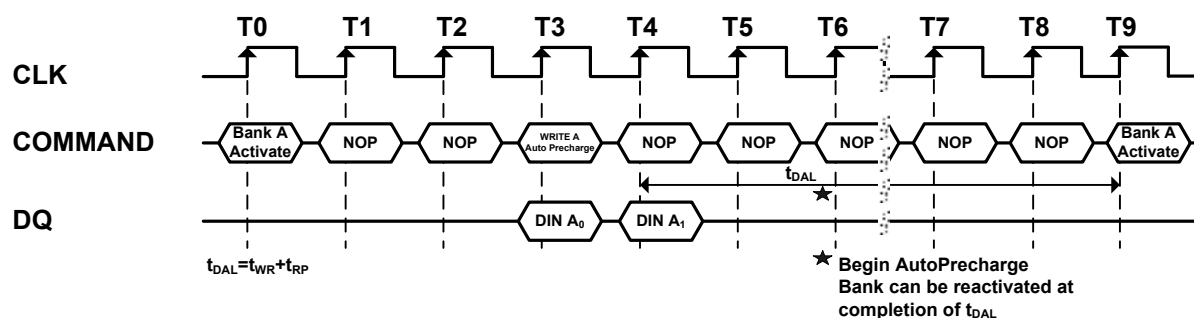 T0 T1 T2 T3 T4 T5 T6 T7 T8 T9
CLK
COMMAND
Bank A Activate
NOP
NOP
WRITE A Auto Precharge
NOP
NOP
NOP
NOP
NOP
Bank A Activate
tDAL
DQ
DIN A0
DIN A1
tDAL=tWR+tRP
Begin AutoPrecharge
Bank can be reactivated at
completion of tDAL